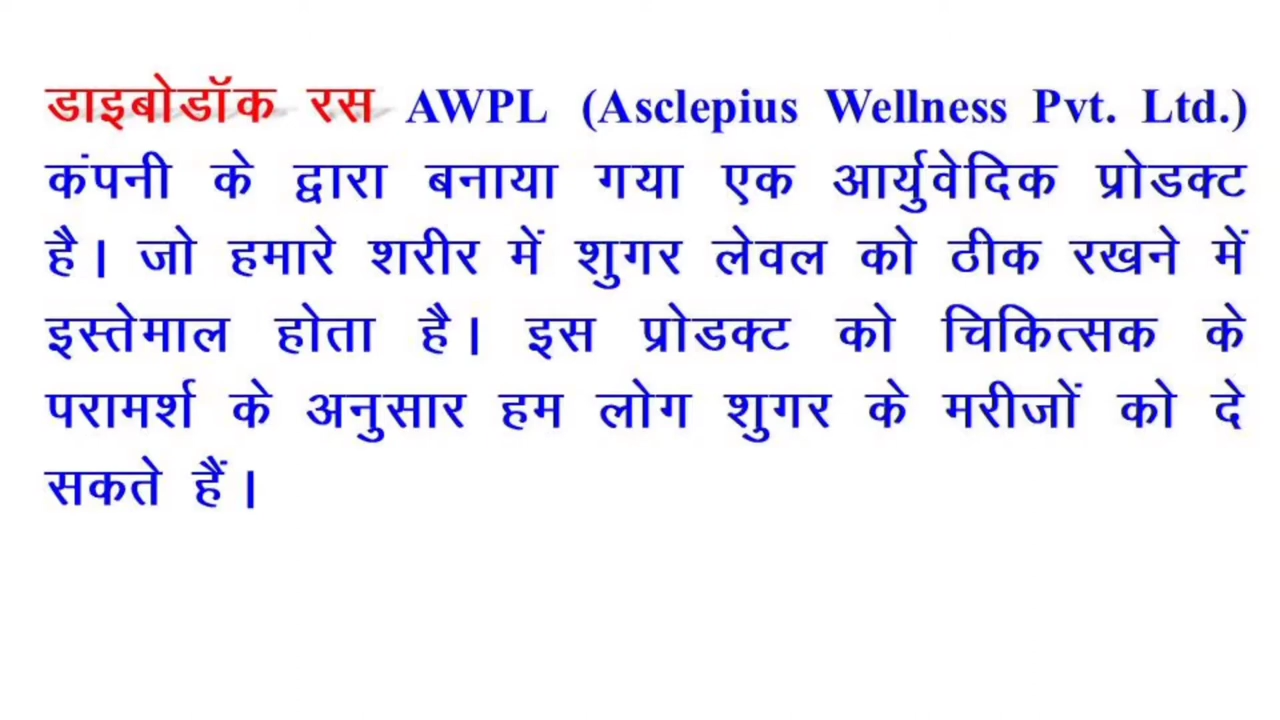 डाइबोडॉक रस AWPL (Asclepius Wellness Pvt. Ltd.)
कंपनी के द्वारा बनाया गया एक आर्युवेदिक प्रोडक्ट
है। जो हमारे शरीर में शुगर लेवल को ठीक रखने में
इस्तेमाल होता है। इस प्रोडक्ट को चिकित्सक के
परामर्श के अनुसार हम लोग शुगर के मरीजों को दे
सकते हैं।